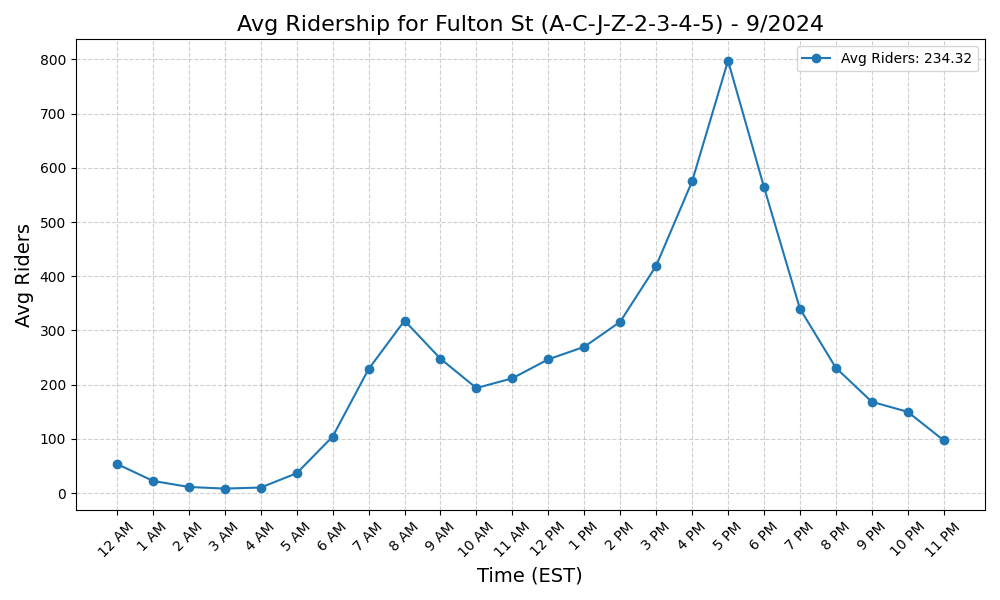 Avg Ridership for Fulton St (A-C-J-Z-2-3-4-5) - 9/2024
Avg Riders: 234.32
Avg Riders
800
700
600
500
400
300
200
100
0
12 AM
1 AM
2 AM
3 AM
4 AM
5 AM
6 AM
7 AM
8 AM
9 AM
10 AM
11 AM
12 PM
1 PM
2 PM
3 PM
4 PM
5 PM
6 PM
7 PM
8 PM
9 PM
10 PM
11 PM
Time (EST)